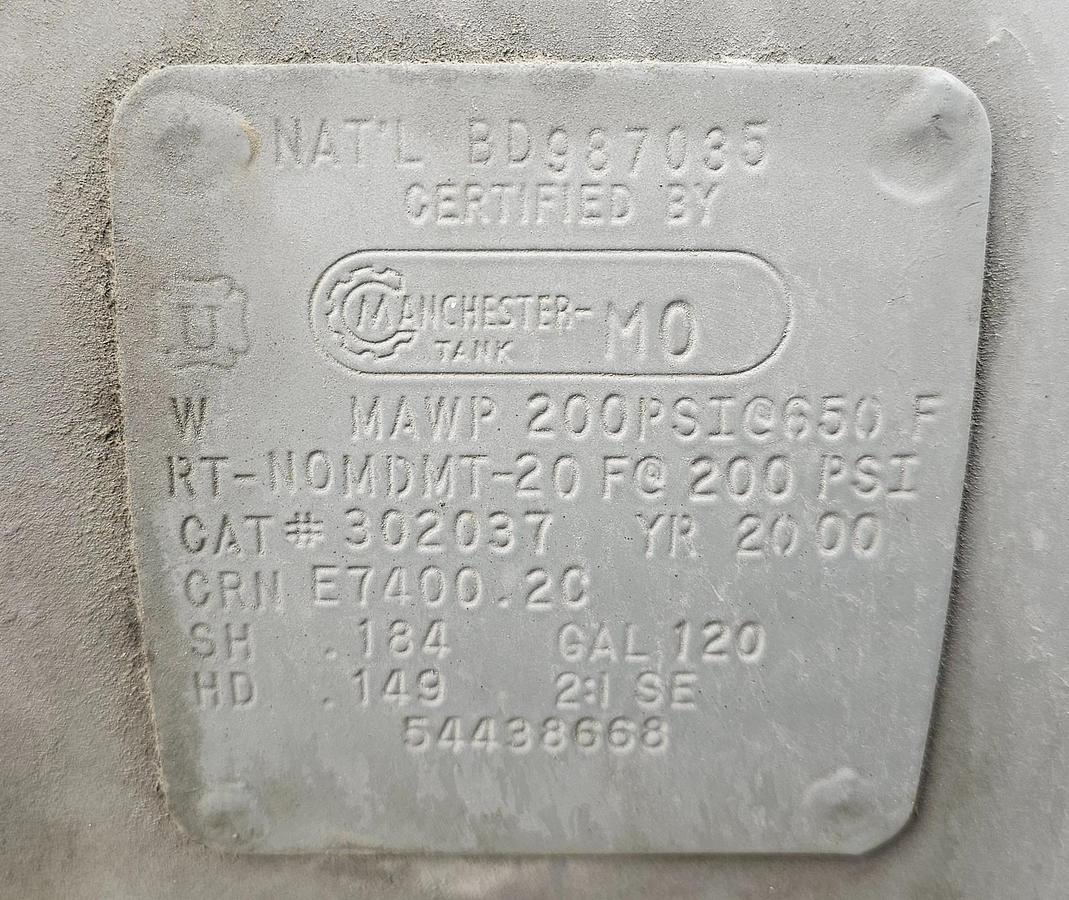 NAT'L BD987035
CERTIFIED BY
U
MANCHESTER-
TANK
MO
W MAWP 200PSI@650 F
RT-NOMDMT-20 F@ 200 PSI
CAT# 302037 YR 2000
CRN E7400.2C
SH .184 GAL 120
HD .149 2:1 SE
54438668